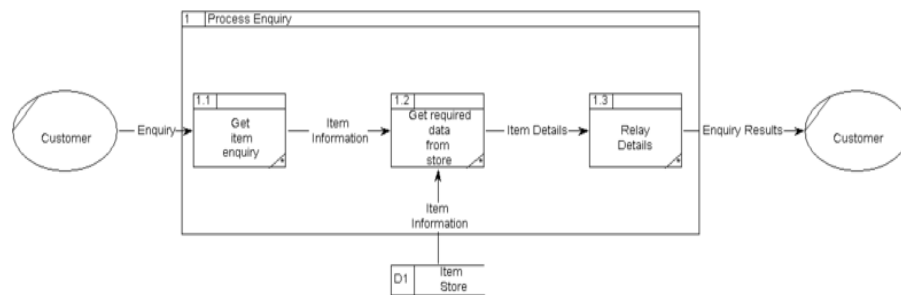 1 Process Enquiry
Customer
Enquiry
1.1
Get
item
enquiry
Item
Information
1.2
Get required
data
from
store
Item Details
1.3
Relay
Details
Enquiry Results
Customer
Item
Information
D1
Item
Store